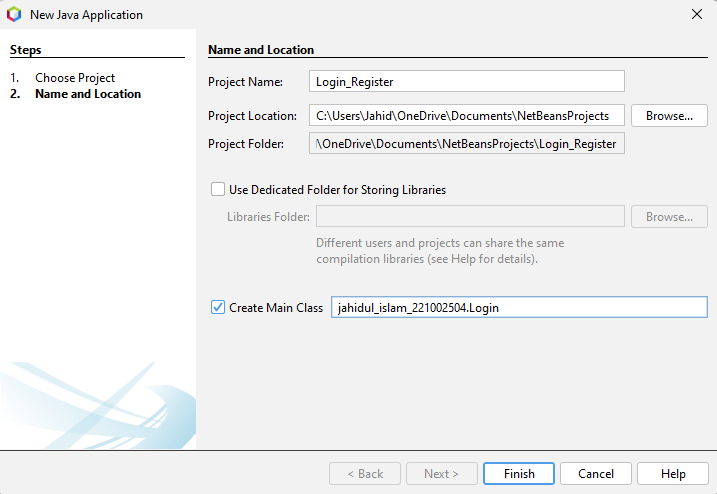 New Java Application
Steps
1. Choose Project
2. Name and Location
Name and Location
Project Name: Login_Register
Project Location: C:\Users\Jahid\OneDrive\Documents\NetBeansProjects Browse...
Project Folder: \OneDrive\Documents\NetBeansProjects\Login_Register
Use Dedicated Folder for Storing Libraries
Libraries Folder: Browse...
Different users and projects can share the same
compilation libraries (see Help for details).
Create Main Class jahidul_islam_221002504.Login
< Back Next > Finish Cancel Help